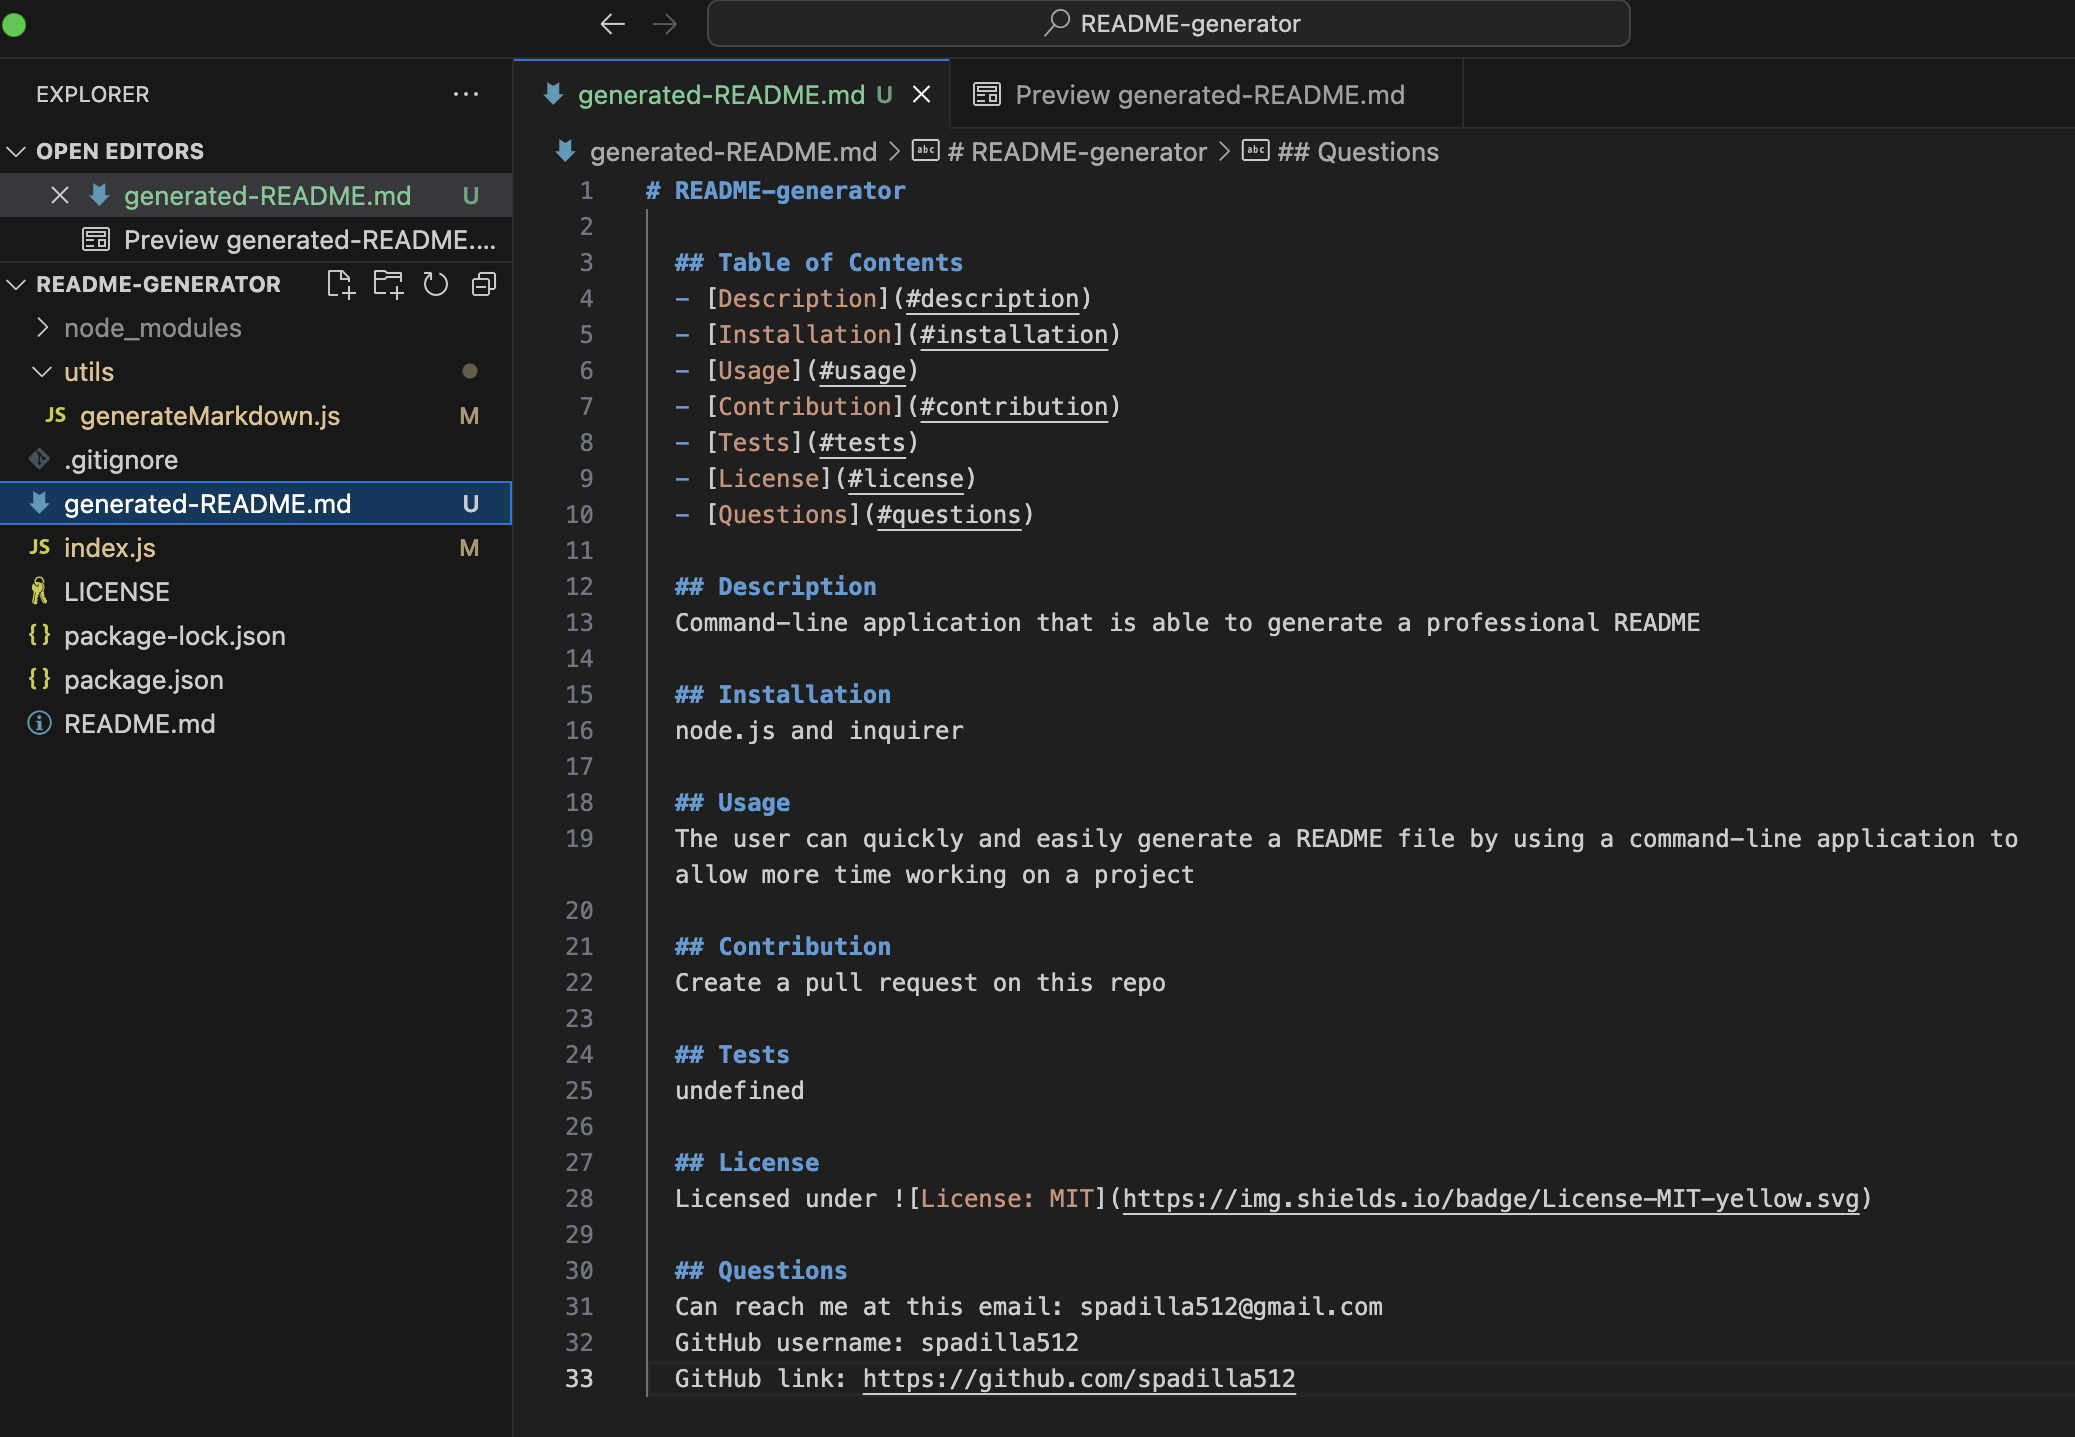 README-generator
EXPLORER
OPEN EDITORS
generated-README.md U
Preview generated-README....
README-GENERATOR
node_modules
utils
JS generateMarkdown.js M
.gitignore
generated-README.md U
JS index.js M
LICENSE
{} package-lock.json
{} package.json
README.md
generated-README.md U
Preview generated-README.md
generated-README.md > abc # README-generator > abc ## Questions
1 # README-generator
2
3 ## Table of Contents
4 - [Description](#description)
5 - [Installation](#installation)
6 - [Usage](#usage)
7 - [Contribution](#contribution)
8 - [Tests](#tests)
9 - [License](#license)
10 - [Questions](#questions)
11
12 ## Description
13 Command-line application that is able to generate a professional README
14
15 ## Installation
16 node.js and inquirer
17
18 ## Usage
19 The user can quickly and easily generate a README file by using a command-line application to
allow more time working on a project
20
21 ## Contribution
22 Create a pull request on this repo
23
24 ## Tests
25 undefined
26
27 ## License
28 Licensed under ![License: MIT](https://img.shields.io/badge/License-MIT-yellow.svg)
29
30 ## Questions
31 Can reach me at this email: spadilla512@gmail.com
32 GitHub username: spadilla512
33 GitHub link: https://github.com/spadilla512